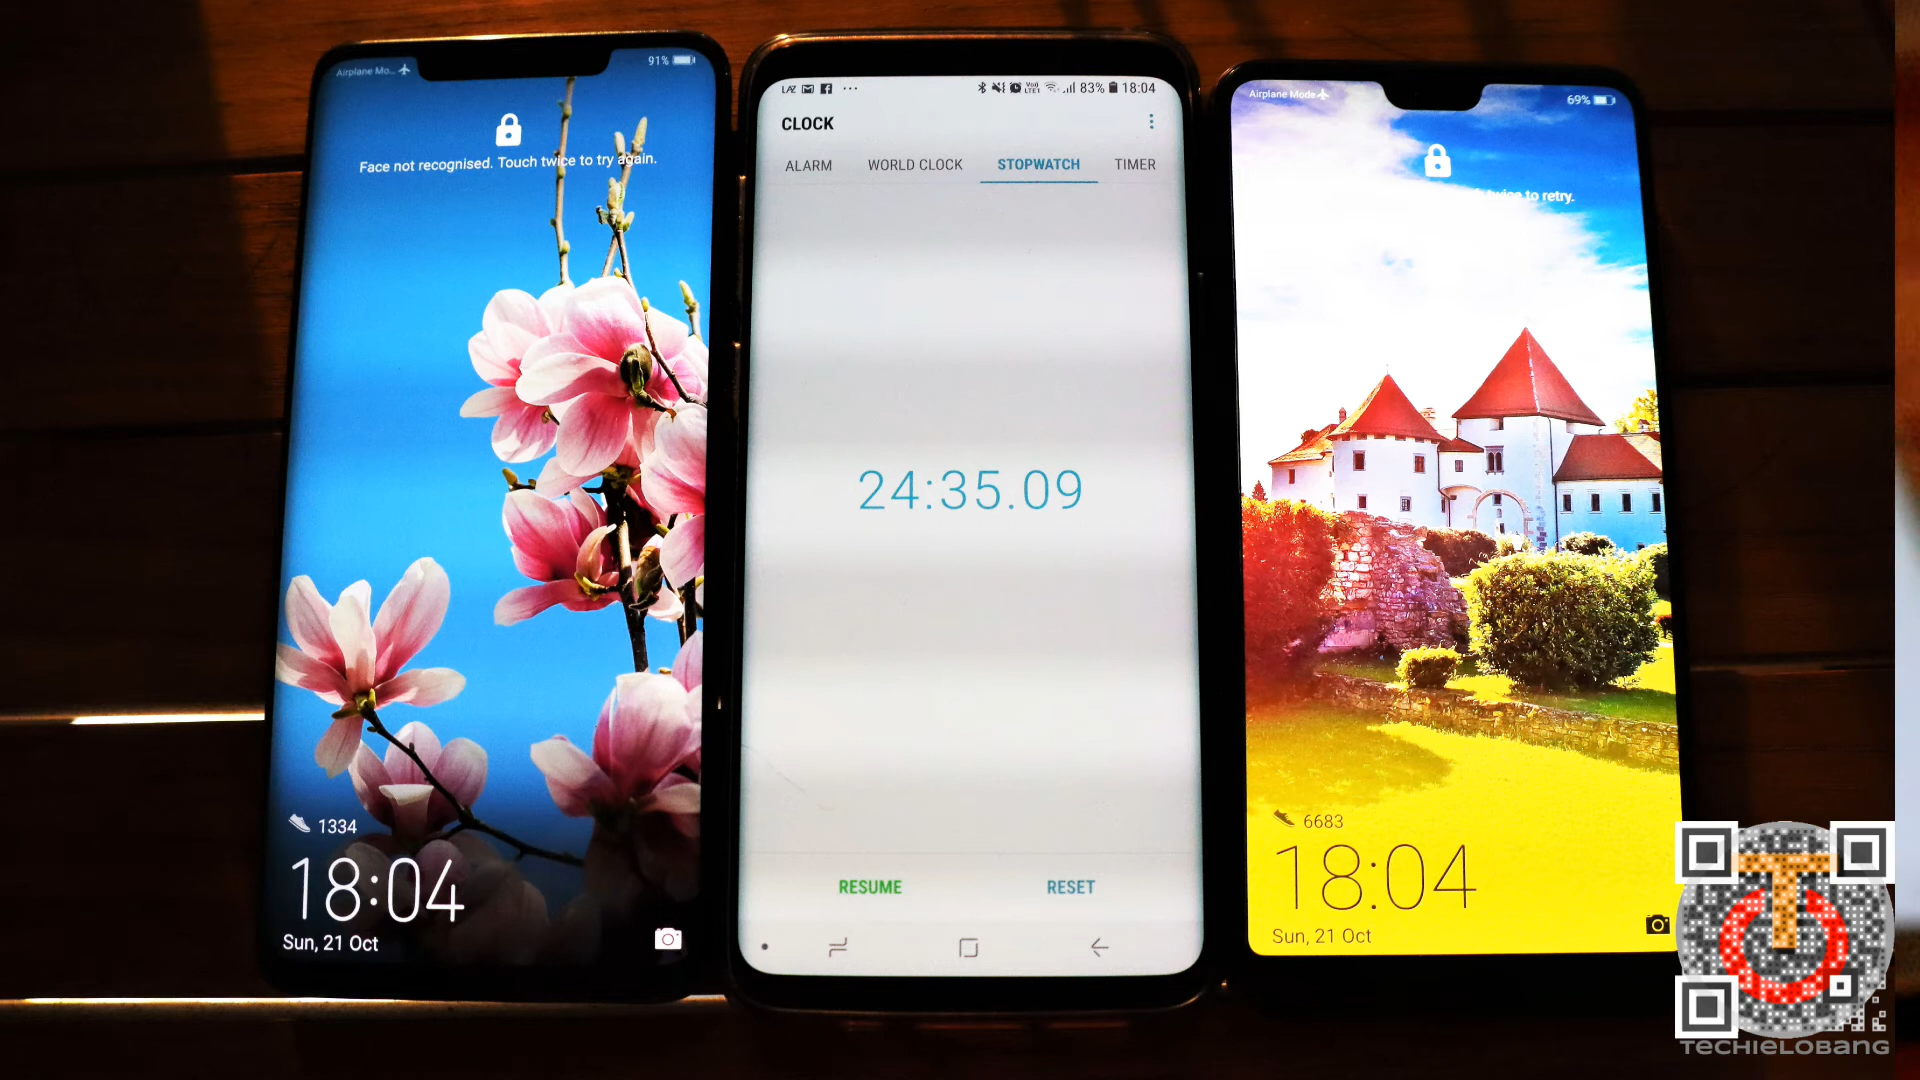 Airplane Mo...
91%
Face not recognised. Touch twice to try again.
1334
18:04
Sun, 21 Oct
LAZ ... 83% 18:04
CLOCK
ALARM WORLD CLOCK STOPWATCH TIMER
24:35.09
RESUME RESET
Airplane Mode
69%
twice to retry.
6683
18:04
Sun, 21 Oct
TECHIELOBANG